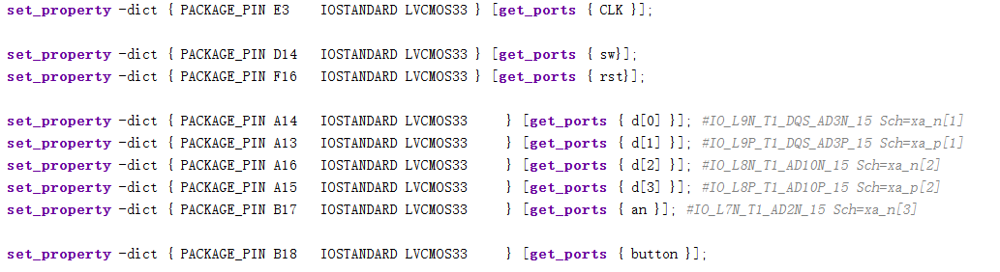 set_property -dict { PACKAGE_PIN E3 IOSTANDARD LVCMOS33 } [get_ports { CLK }];
set_property -dict { PACKAGE_PIN D14 IOSTANDARD LVCMOS33 } [get_ports { sw}];
set_property -dict { PACKAGE_PIN F16 IOSTANDARD LVCMOS33 } [get_ports { rst}];
set_property -dict { PACKAGE_PIN A14 IOSTANDARD LVCMOS33 } [get_ports { d[0] }]; #IO_L9N_T1_DQS_AD3N_15 Sch=xa_n[1]
set_property -dict { PACKAGE_PIN A13 IOSTANDARD LVCMOS33 } [get_ports { d[1] }]; #IO_L9P_T1_DQS_AD3P_15 Sch=xa_p[1]
set_property -dict { PACKAGE_PIN A16 IOSTANDARD LVCMOS33 } [get_ports { d[2] }]; #IO_L8N_T1_AD10N_15 Sch=xa_n[2]
set_property -dict { PACKAGE_PIN A15 IOSTANDARD LVCMOS33 } [get_ports { d[3] }]; #IO_L8P_T1_AD10P_15 Sch=xa_p[2]
set_property -dict { PACKAGE_PIN B17 IOSTANDARD LVCMOS33 } [get_ports { an }]; #IO_L7N_T1_AD2N_15 Sch=xa_n[3]
set_property -dict { PACKAGE_PIN B18 IOSTANDARD LVCMOS33 } [get_ports { button }];